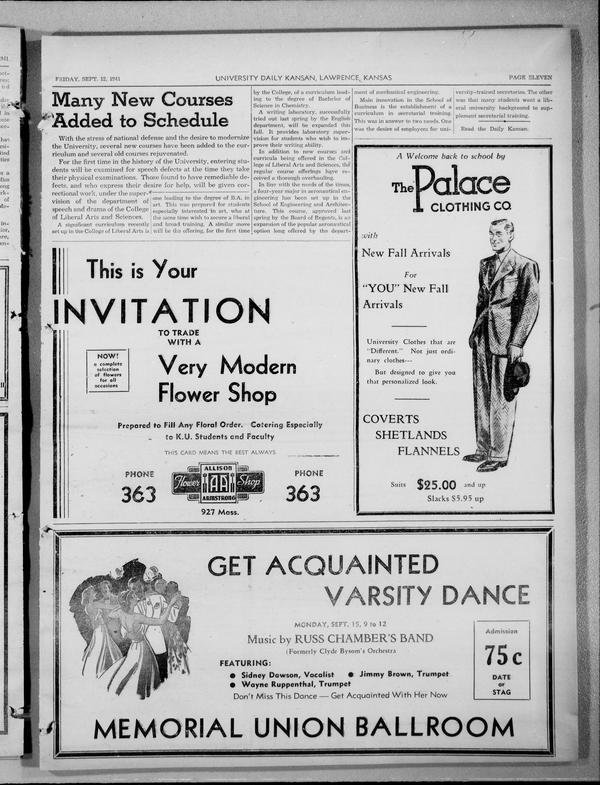 FRIDAY, SEPT. 12, 1941
UNIVERSITY DAILY KANSAN, LAWRENCE, KANSAS
PAGE ELEVEN
Many New Courses
Added to Schedule
With the stress of national defense and the desire to modernize
the University, several new courses have been added to the cur-
riculum and several old courses rejuvenated.
For the first time in the history of the University, entering stu-
dents will be examined for speech defects at the time they take
their physical examinations. Those found to have remediable de-
fects, and who express their desire for help, will be given cor-
rectional work, under the super-
vision of the department of
speech and drama of the College
of Liberal Arts and Sciences.
A significant curriculum recently
set up in the College of Liberal Arts is
one leading to the degree of B.A. in
art. This was prepared for students
especially interested in art, who at
the same time wish to secure a liberal
and broad training. A similar move
will be the offering, for the first time
by the College, of a curriculum lead-
ing to the degree of Bachelor of
Science in Chemistry.
A writing laboratory, successfully
tried out last spring by the English
department, will be expanded this
fall. It provides laboratory super-
vision for students who wish to im-
prove their writing ability.
In addition to new courses and
curricula being offered in the Col-
lege of Liberal Arts and Sciences, the
regular course offerings have re-
ceived a thorough overhauling.
In line with the needs of the times,
a four-year major in aeronautical en-
gineering has been set up in the
School of Engineering and Architec-
ture. This course, approved last
spring by the Board of Regents, is an
expansion of the popular aeronautical
option long offered by the depart-
ment of mechanical engineering.
Main innovation in the School of
Business is the establishment of a
curriculum in secretarial training.
This was in answer to two needs. One
was the desire of employers for uni-
versity-trained secretaries. The other
was that many students want a lib-
eral university background to sup-
plement secretarial training.
Read the Daily Kansan.
This is Your
INVITATION
TO TRADE
WITH A
NOW!
a complete
selection
of flowers
for all
occasions
Very Modern
Flower Shop
Prepared to Fill Any Floral Order. Catering Especially
to K.U. Students and Faculty
THIS CARD MEANS THE BEST ALWAYS
PHONE
363
ALLISON
Flower AA Shop
ARMSTRONG
927 Mass.
PHONE
363
A Welcome back to school by
The Palace
CLOTHING CO
with
New Fall Arrivals
For
"YOU" New Fall
Arrivals
University Clothes that are
"Different." Not just ordi-
nary clothes---
But designed to give you
that personalized look.
COVERTS
SHETLANDS
FLANNELS
Suits $25.00 and up
Slacks $5.95 up
GET ACQUAINTED
VARSITY DANCE
MONDAY, SEPT. 15, 9 to 12
Music by RUSS CHAMBER'S BAND
(Formerly Clyde Bysom's Orchestra
FEATURING:
● Sidney Dawson, Vocalist ● Jimmy Brown, Trumpet
● Wayne Ruppenthal, Trumpet
Don't Miss This Dance — Get Acquainted With Her Now
Admission
75c
DATE
or
STAG
MEMORIAL UNION BALLROOM